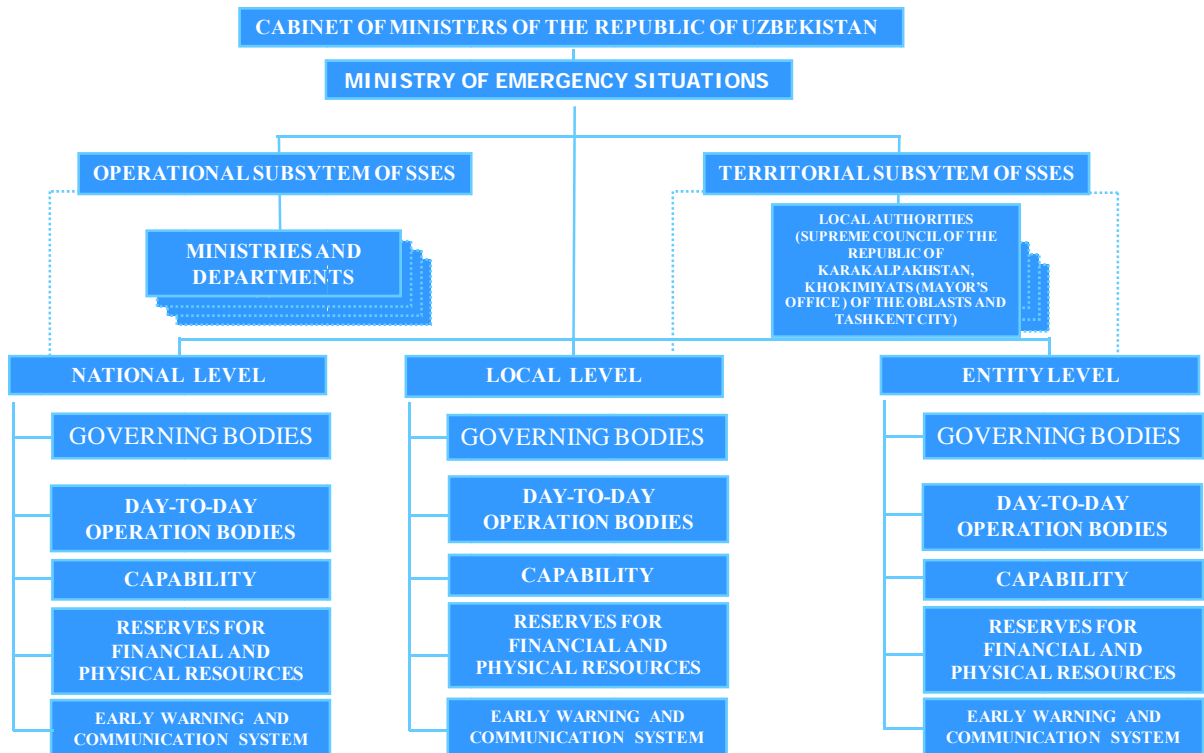 CABINET OF MINISTERS OF THE REPUBLIC OF UZBEKISTAN
MINISTRY OF EMERGENCY SITUATIONS
OPERATIONAL SUBSYTEM OF SSES
TERRITORIAL SUBSYTEM OF SSES
MINISTRIES AND
DEPARTMENTS
LOCAL AUTHORITIES
(SUPREME COUNCIL OF THE
REPUBLIC OF
KARAKALPAKHSTAN,
KHOKIMIYATS (MAYOR'S
OFFICE ) OF THE OBLASTS AND
TASHKENT CITY)
NATIONAL LEVEL
GOVERNING BODIES
DAY-TO-DAY
OPERATION BODIES
CAPABILITY
RESERVES FOR
FINANCIAL AND
PHYSICAL RESOURCES
EARLY WARNING AND
COMMUNICATION SYSTEM
LOCAL LEVEL
GOVERNING BODIES
DAY-TO-DAY
OPERATION BODIES
CAPABILITY
RESERVES FOR
FINANCIAL AND
PHYSICAL RESOURCES
EARLY WARNING AND
COMMUNICATION SYSTEM
ENTITY LEVEL
GOVERNING BODIES
DAY-TO-DAY
OPERATION BODIES
CAPABILITY
RESERVES FOR
FINANCIAL AND
PHYSICAL RESOURCES
EARLY WARNING AND
COMMUNICATION SYSTEM